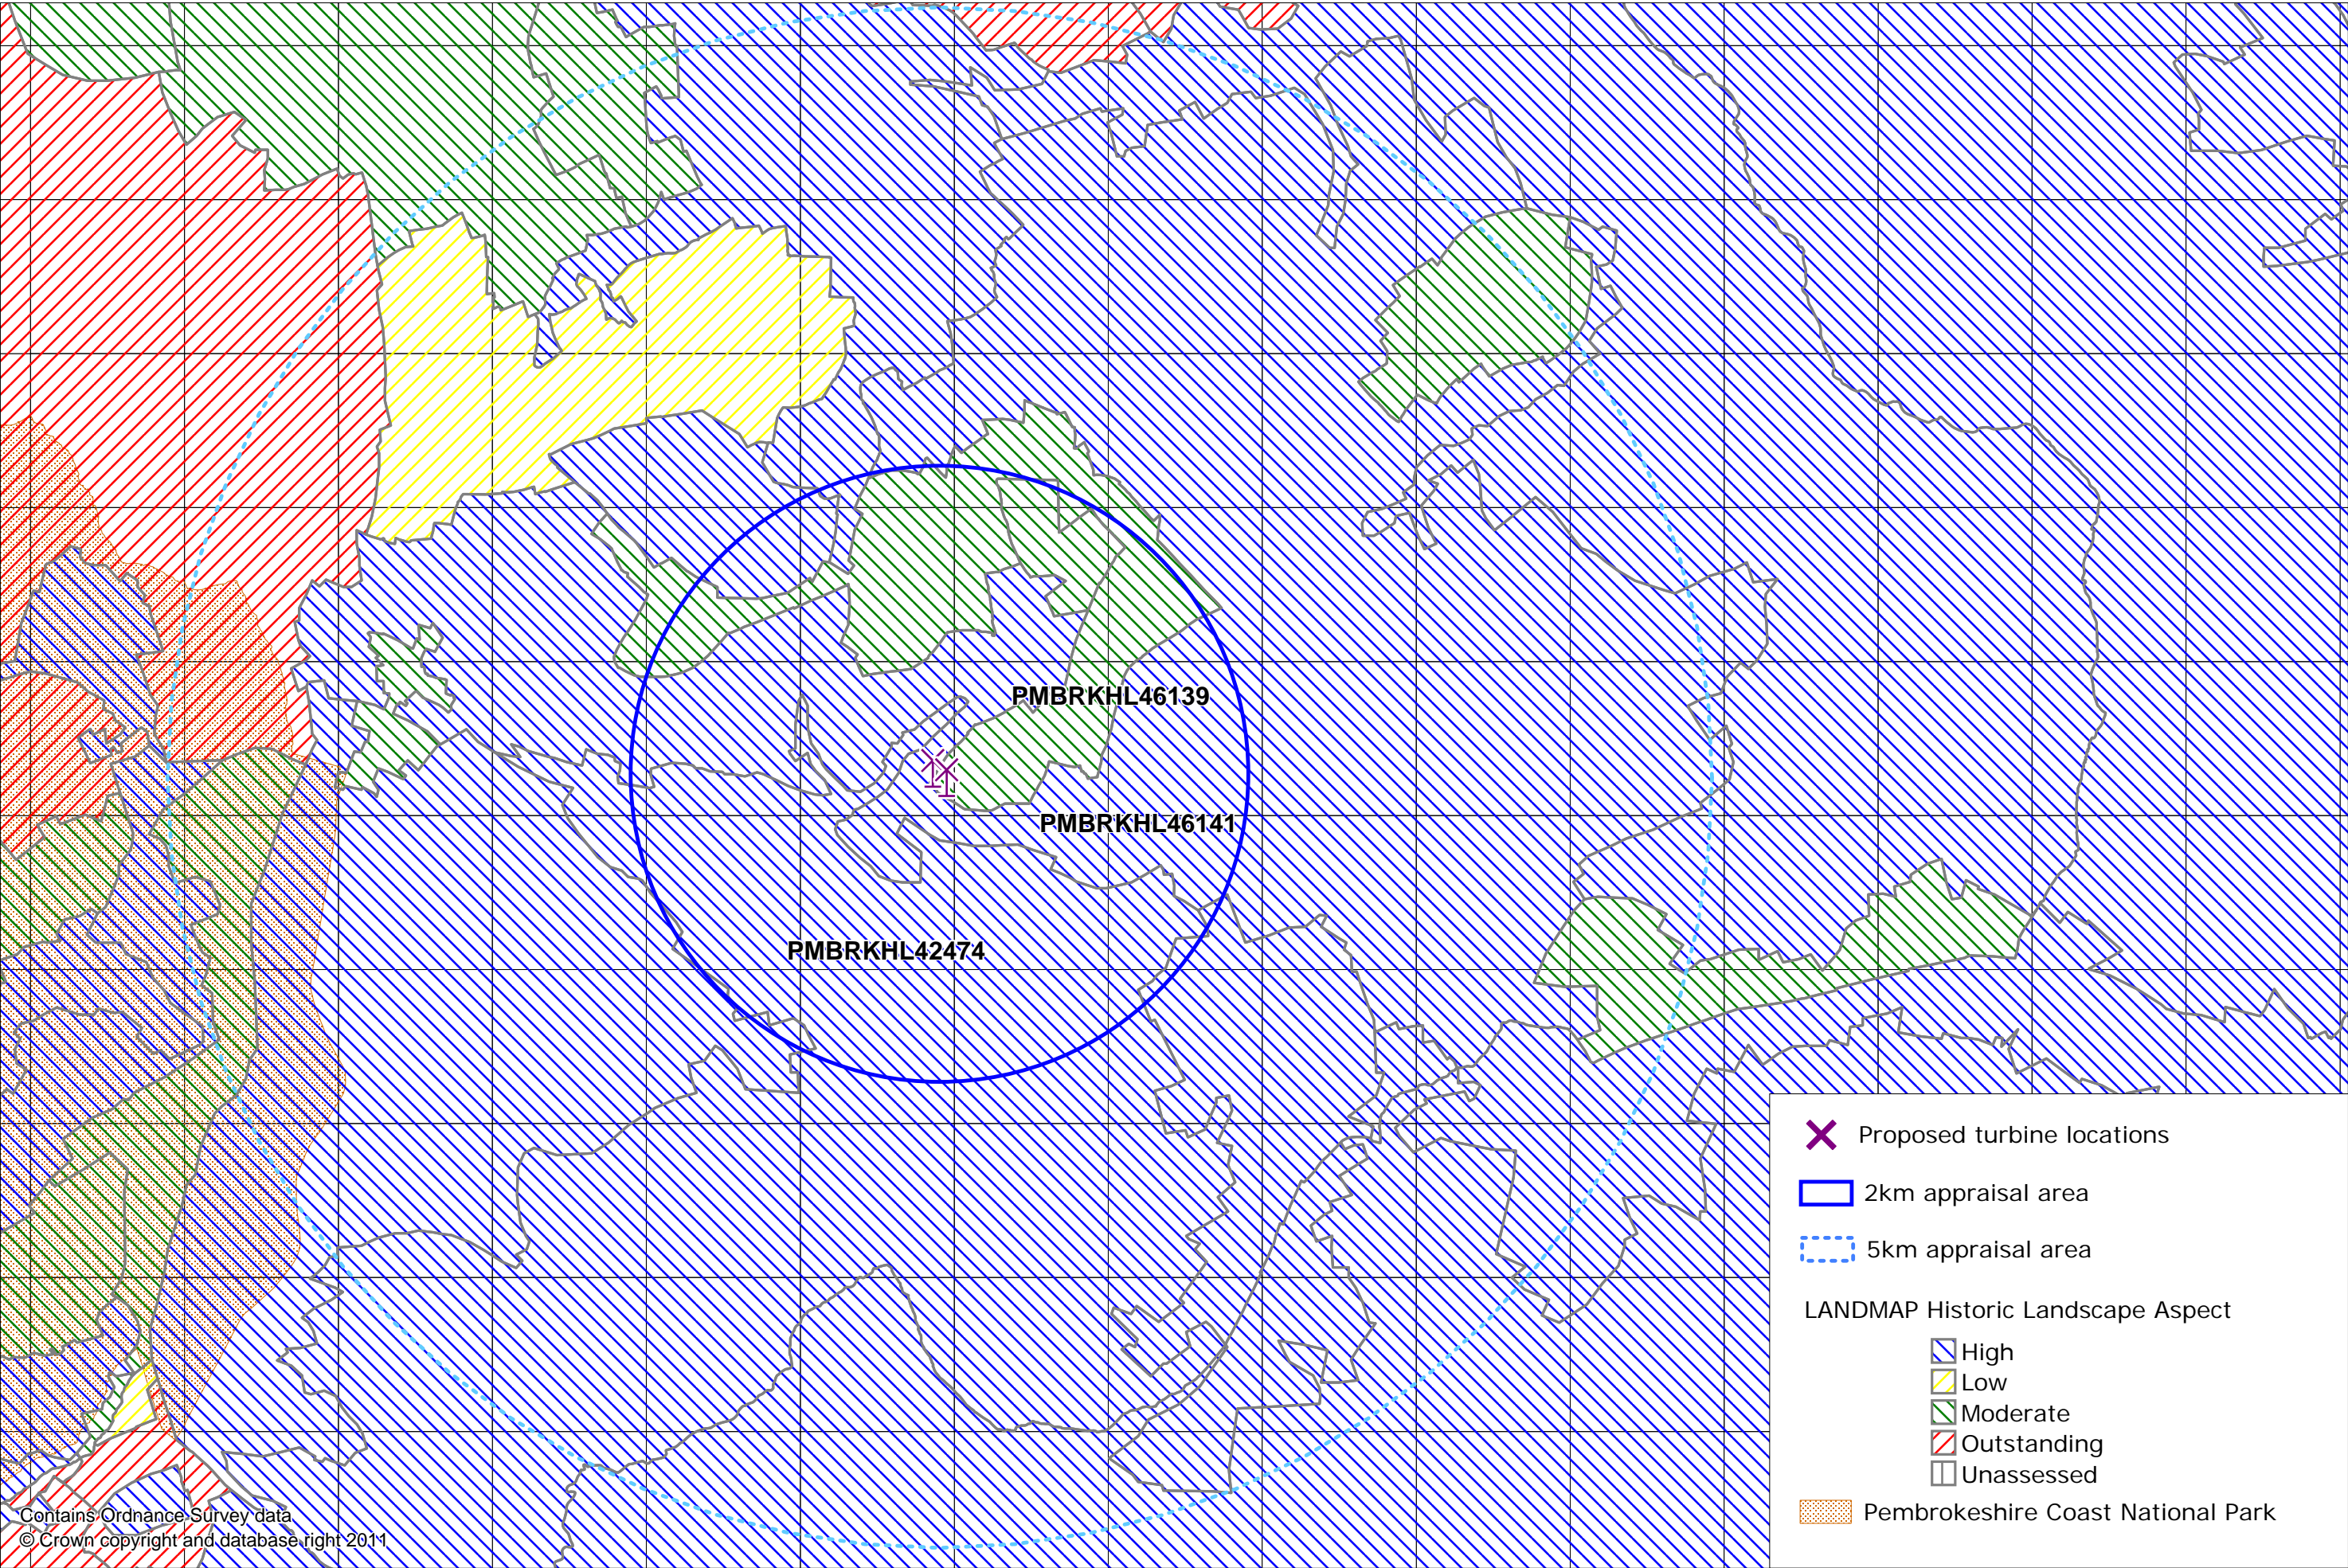 PMBRKHL46139
PMBRKHL46141
PMBRKHL42474
Proposed turbine locations
2km appraisal area
5km appraisal area
LANDMAP Historic Landscape Aspect
High
Low
Moderate
Outstanding
Unassessed
Pembrokeshire Coast National Park
Contains Ordnance Survey data
© Crown copyright and database right 2011